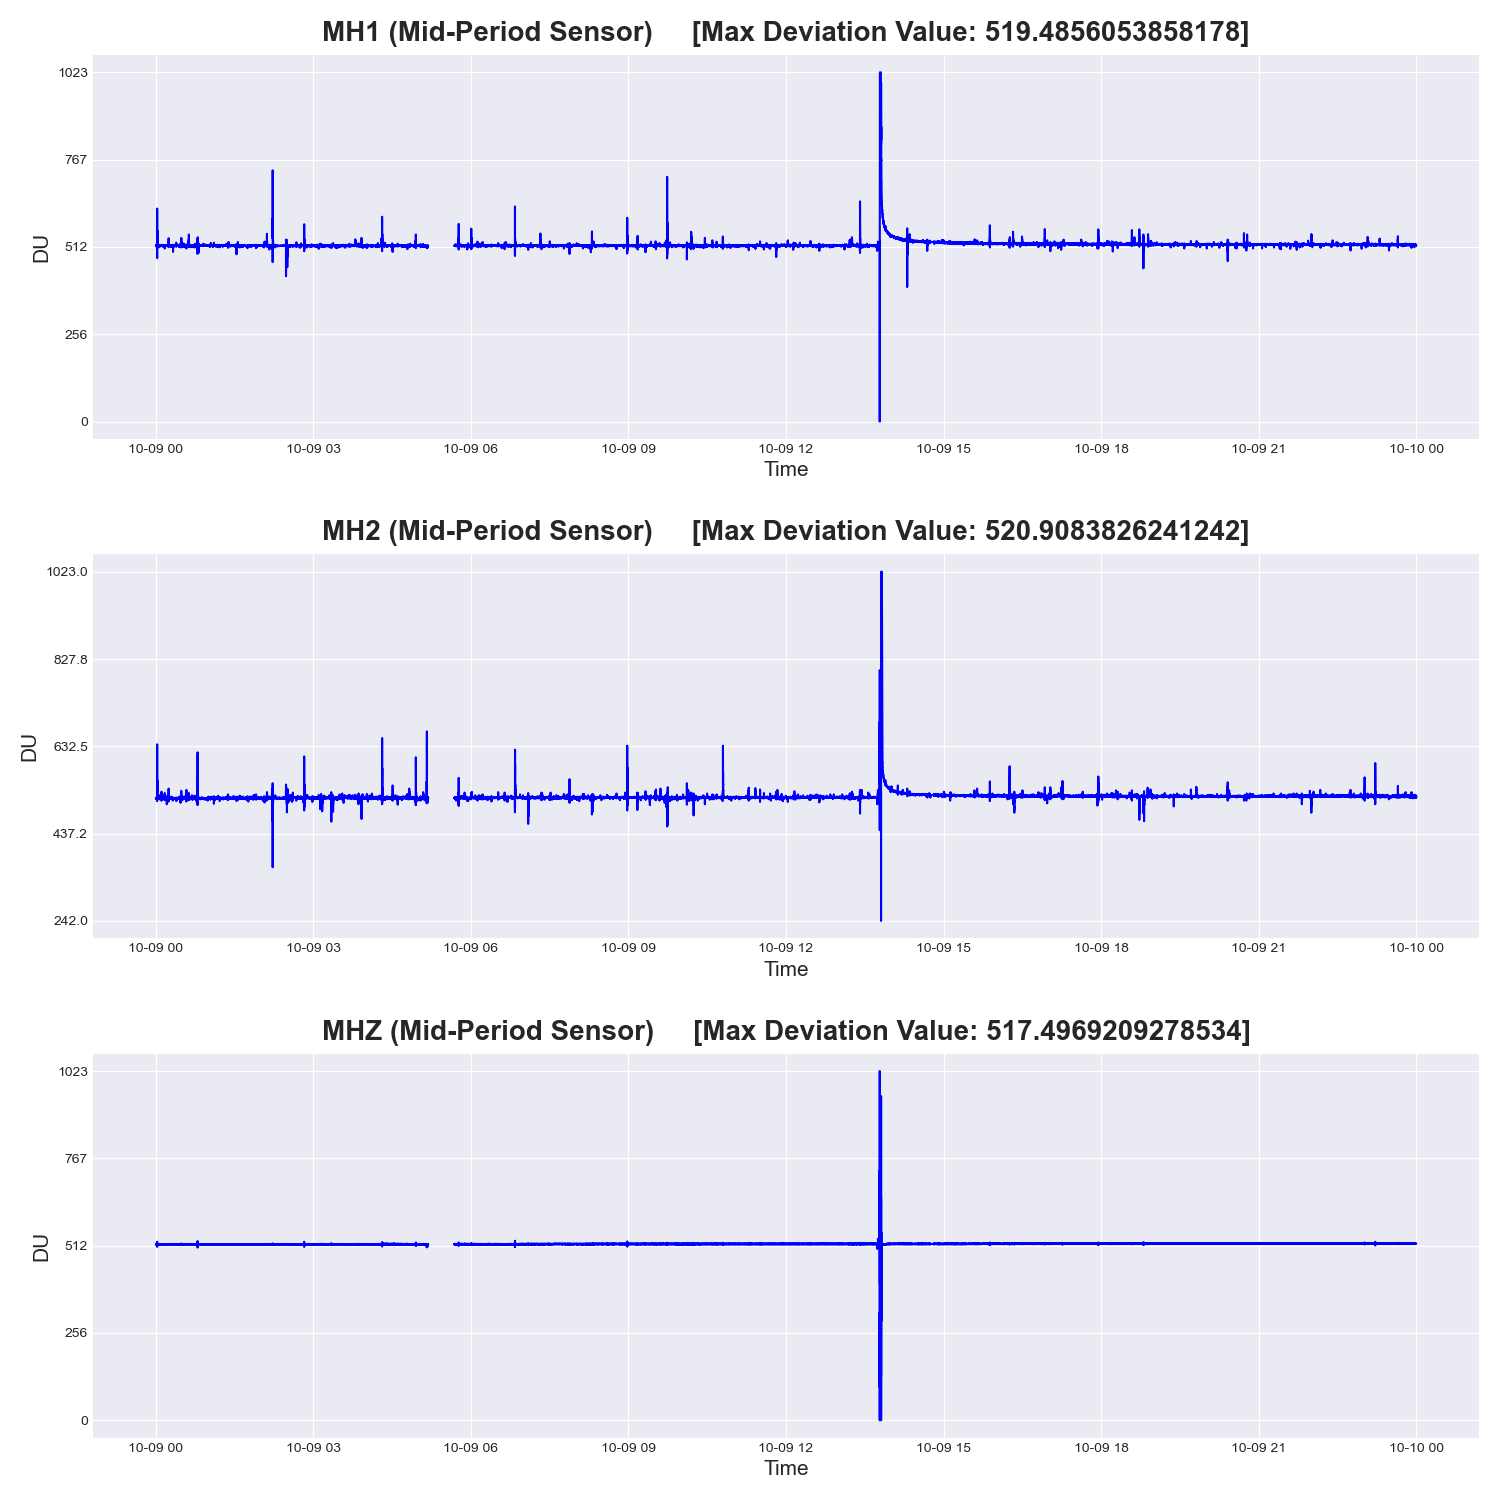 MH1 (Mid-Period Sensor) [Max Deviation Value: 519.4856053858178]
1023
767
512
256
0
DU
10-09 00 10-09 03 10-09 06 10-09 09 10-09 12 10-09 15 10-09 18 10-09 21 10-10 00
Time
MH2 (Mid-Period Sensor) [Max Deviation Value: 520.9083826241242]
1023.0
827.8
632.5
437.2
242.0
DU
10-09 00 10-09 03 10-09 06 10-09 09 10-09 12 10-09 15 10-09 18 10-09 21 10-10 00
Time
MHZ (Mid-Period Sensor) [Max Deviation Value: 517.4969209278534]
1023
767
512
256
0
DU
10-09 00 10-09 03 10-09 06 10-09 09 10-09 12 10-09 15 10-09 18 10-09 21 10-10 00
Time